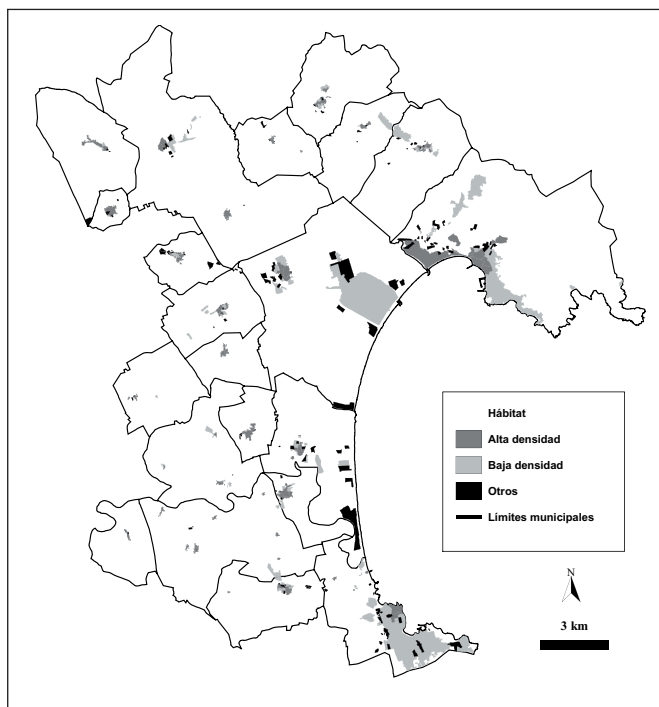 Hábitat
Alta densidad
Baja densidad
Otros
Límites municipales
N
3 km